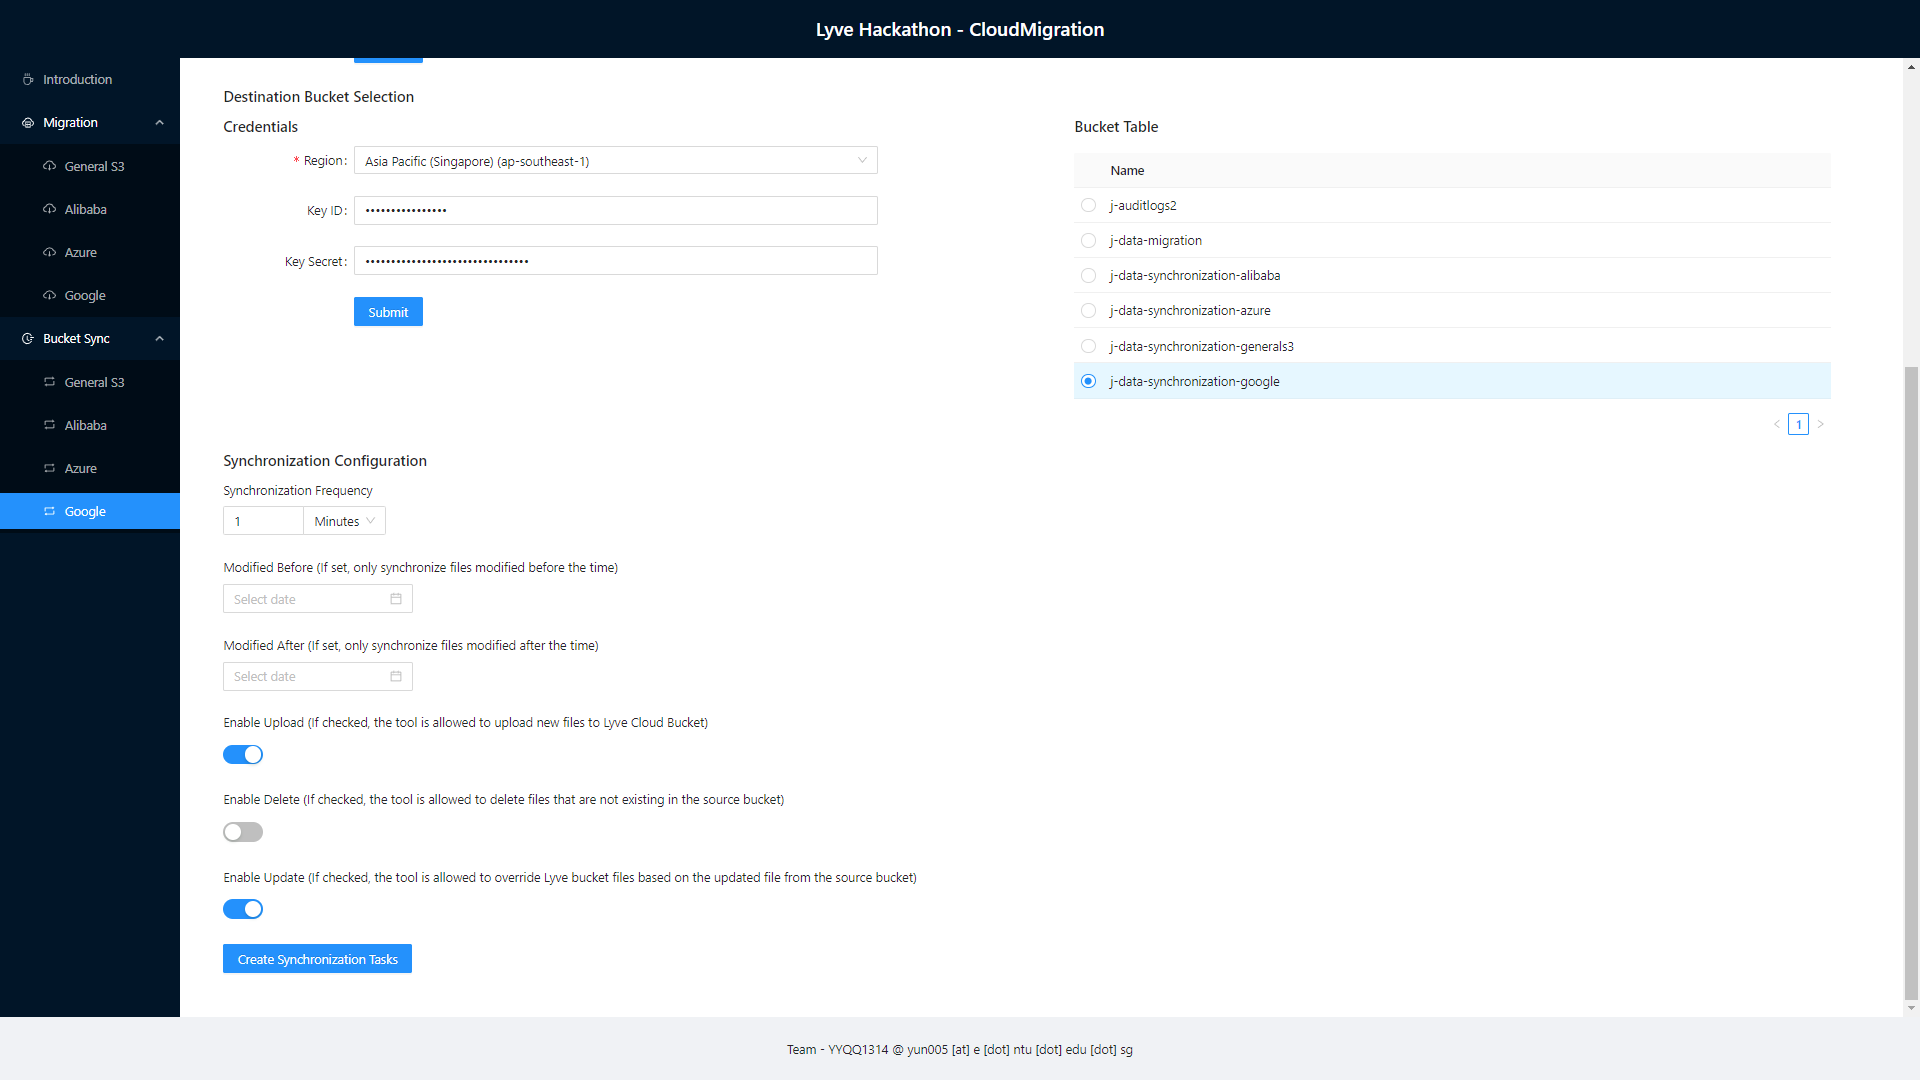 Lyve Hackathon - CloudMigration
Introduction
Migration
General S3
Alibaba
Azure
Google
Bucket Sync
General S3
Alibaba
Azure
Google
Destination Bucket Selection
Credentials
* Region: Asia Pacific (Singapore) (ap-southeast-1)
Key ID: ••••••••••••••••
Key Secret: ••••••••••••••••••••••••••••••••
Submit
Bucket Table
Name
j-auditlogs2
j-data-migration
j-data-synchronization-alibaba
j-data-synchronization-azure
j-data-synchronization-generals3
j-data-synchronization-google
< 1 >
Synchronization Configuration
Synchronization Frequency
1 Minutes
Modified Before (If set, only synchronize files modified before the time)
Select date
Modified After (If set, only synchronize files modified after the time)
Select date
Enable Upload (If checked, the tool is allowed to upload new files to Lyve Cloud Bucket)
Enable Delete (If checked, the tool is allowed to delete files that are not existing in the source bucket)
Enable Update (If checked, the tool is allowed to override Lyve bucket files based on the updated file from the source bucket)
Create Synchronization Tasks
Team - YYQQ1314 @ yun005 [at] e [dot] ntu [dot] edu [dot] sg